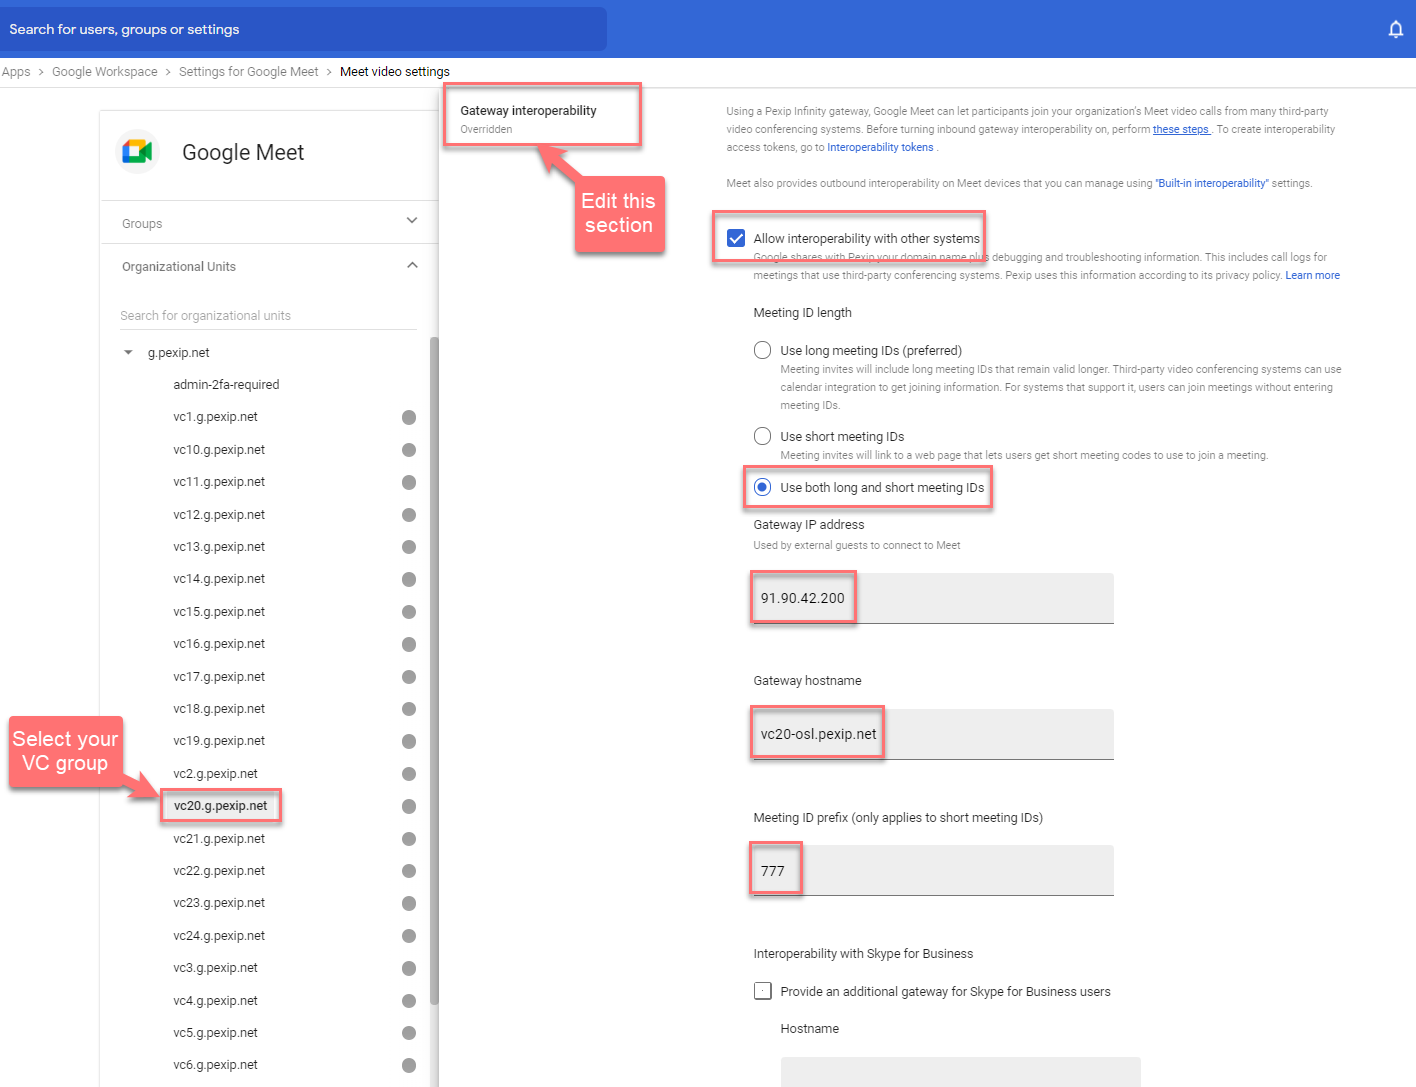 Search for users, groups or settings
Apps > Google Workspace > Settings for Google Meet > Meet video settings
Google Meet
Groups
Organizational Units
Search for organizational units
g.pexip.net
admin-2fa-required
vc1.g.pexip.net
vc10.g.pexip.net
vc11.g.pexip.net
vc12.g.pexip.net
vc13.g.pexip.net
vc14.g.pexip.net
vc15.g.pexip.net
vc16.g.pexip.net
vc17.g.pexip.net
vc18.g.pexip.net
vc19.g.pexip.net
vc2.g.pexip.net
vc20.g.pexip.net
vc21.g.pexip.net
vc22.g.pexip.net
vc23.g.pexip.net
vc24.g.pexip.net
vc3.g.pexip.net
vc4.g.pexip.net
vc5.g.pexip.net
vc6.g.pexip.net
Select your
VC group
Gateway interoperability
Overridden
Edit this
section
Using a Pexip Infinity gateway, Google Meet can let participants join your organization's Meet video calls from many third-party
video conferencing systems. Before turning inbound gateway interoperability on, perform these steps . To create interoperability
access tokens, go to Interoperability tokens .
Meet also provides outbound interoperability on Meet devices that you can manage using "Built-in interoperability" settings.
Allow interoperability with other systems
Google shares with Pexip your domain name plus debugging and troubleshooting information. This includes call logs for
meetings that use third-party conferencing systems. Pexip uses this information according to its privacy policy. Learn more
Meeting ID length
Use long meeting IDs (preferred)
Meeting invites will include long meeting IDs that remain valid longer. Third-party video conferencing systems can use
calendar integration to get joining information. For systems that support it, users can join meetings without entering
meeting IDs.
Use short meeting IDs
Meeting invites will link to a web page that lets users get short meeting codes to use to join a meeting.
Use both long and short meeting IDs
Gateway IP address
Used by external guests to connect to Meet
91.90.42.200
Gateway hostname
vc20-osl.pexip.net
Meeting ID prefix (only applies to short meeting IDs)
777
Interoperability with Skype for Business
Provide an additional gateway for Skype for Business users
Hostname